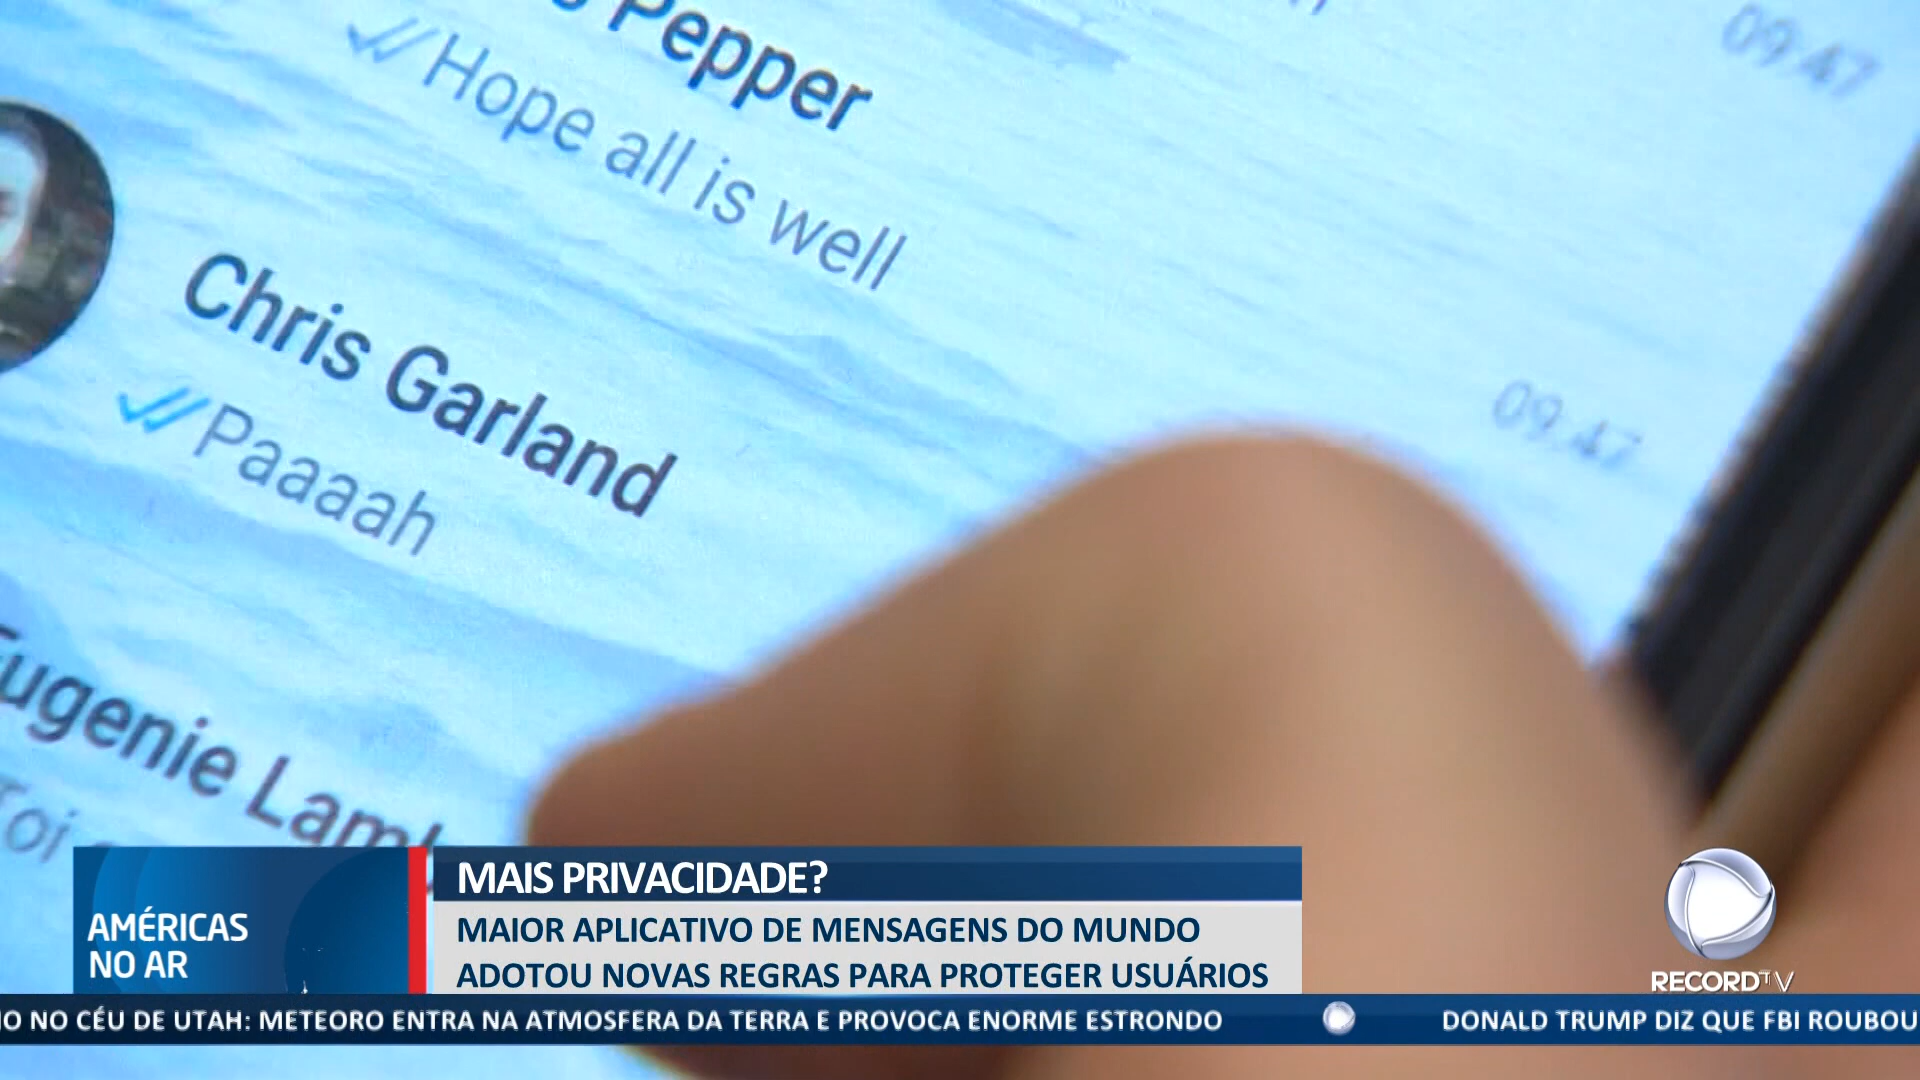 Pepper
Hope all is well
09.47
Chris Garland
Paaaah
09.47
Eugenie
MAIS PRIVACIDADE?
AMÉRICAS
NO AR
MAIOR APLICATIVO DE MENSAGENS DO MUNDO
ADOTOU NOVAS REGRAS PARA PROTEGER USUÁRIOS
RECORD TV
NO CÉU DE UTAH: METEORO ENTRA NA ATMOSFERA DA TERRA E PROVOCA ENORME ESTRONDO
DONALD TRUMP DIZ QUE FBI ROUBOU